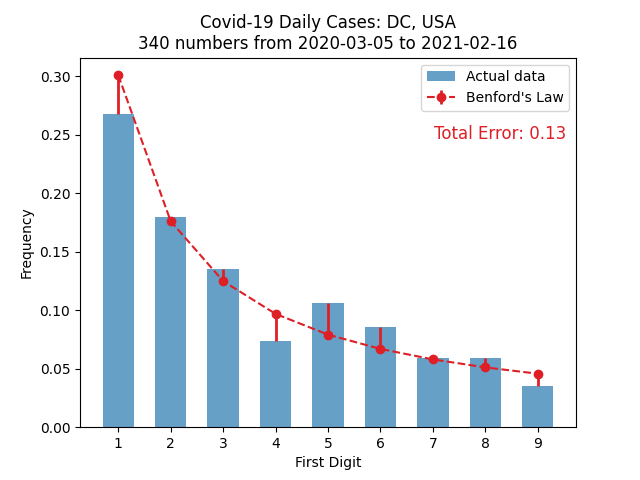 Covid-19 Daily Cases: DC, USA
340 numbers from 2020-03-05 to 2021-02-16
Actual data
Benford's Law
Total Error: 0.13
Frequency
0.30
0.25
0.20
0.15
0.10
0.05
0.00
1 2 3 4 5 6 7 8 9
First Digit